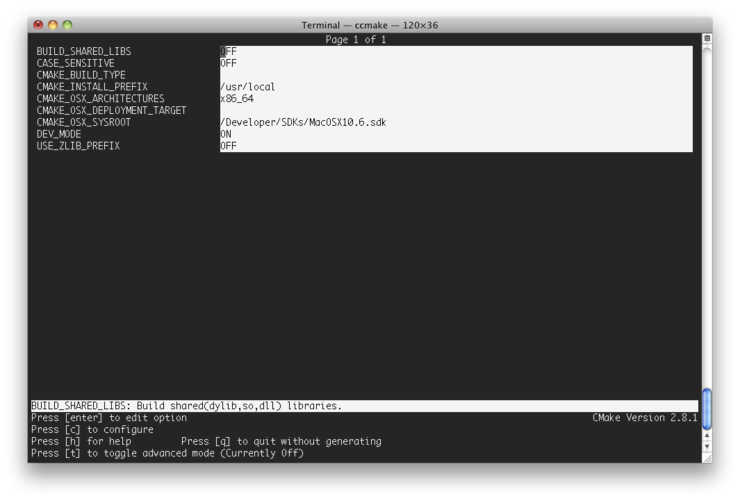 Terminal — ccmake — 120×36
Page 1 of 1
BUILD_SHARED_LIBS OFF
CASE_SENSITIVE OFF
CMAKE_BUILD_TYPE
CMAKE_INSTALL_PREFIX /usr/local
CMAKE_OSX_ARCHITECTURES x86_64
CMAKE_OSX_DEPLOYMENT_TARGET
CMAKE_OSX_SYSROOT /Developer/SDKs/MacOSX10.6.sdk
DEV_MODE ON
USE_ZLIB_PREFIX OFF
BUILD_SHARED_LIBS: Build shared(dylib,so,dll) libraries.
Press [enter] to edit option CMake Version 2.8.1
Press [c] to configure
Press [h] for help Press [q] to quit without generating
Press [t] to toggle advanced mode (Currently Off)